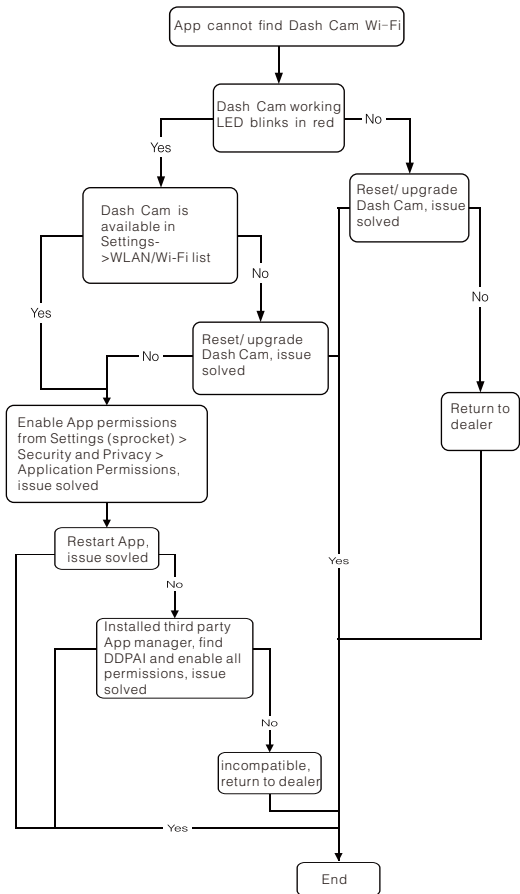 App cannot find Dash Cam Wi-Fi
Dash Cam working
LED blinks in red
No
Yes
Reset/ upgrade
Dash Cam, issue
solved
Dash Cam is
available in
Settings-
>WLAN/Wi-Fi list
No
No
Yes
Reset/ upgrade
Dash Cam, issue
solved
No
Return to
dealer
Enable App permissions
from Settings (sprocket) >
Security and Privacy >
Application Permissions,
issue solved
Restart App,
issue sovled
Yes
No
Installed third party
App manager, find
DDPAI and enable all
permissions, issue
solved
No
incompatible,
return to dealer
Yes
End